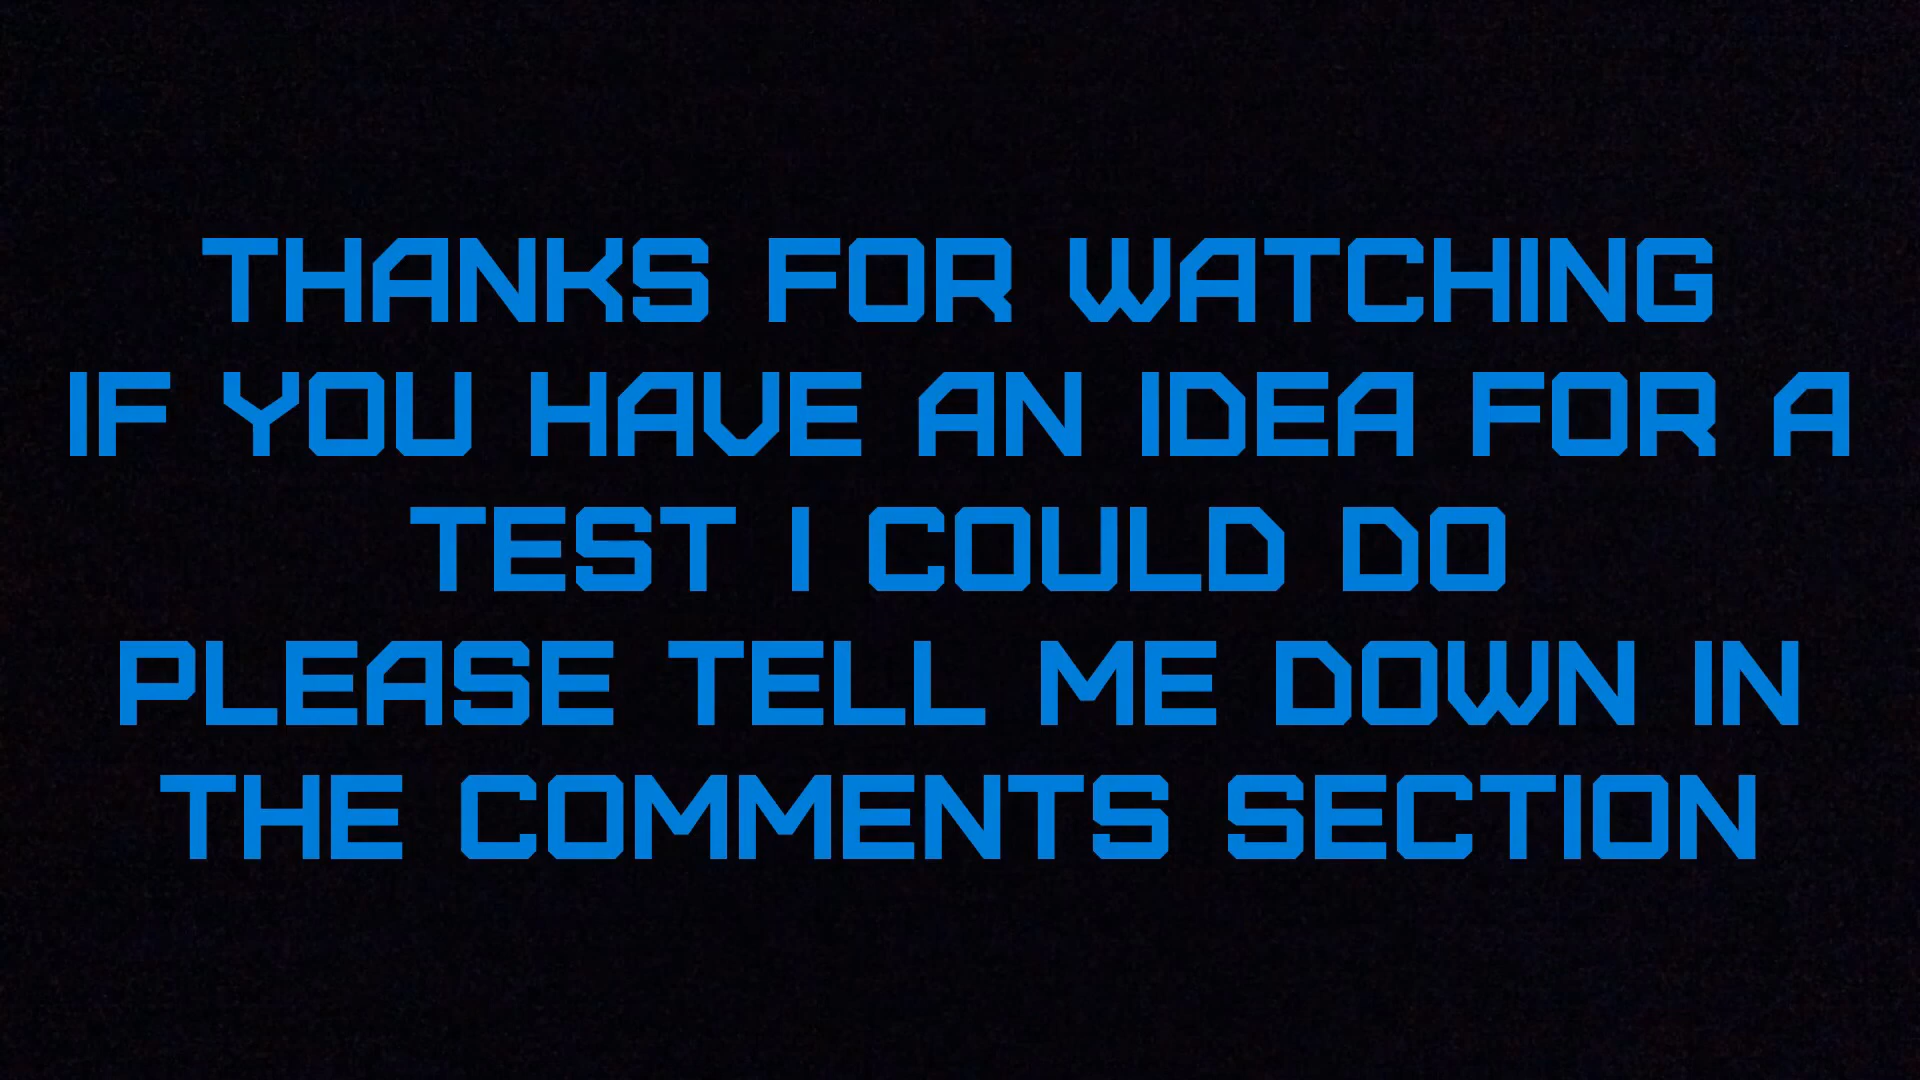 THANKS FOR WATCHING
IF YOU HAVE AN IDEA FOR A
TEST I COULD DO
PLEASE TELL ME DOWN IN
THE COMMENTS SECTION